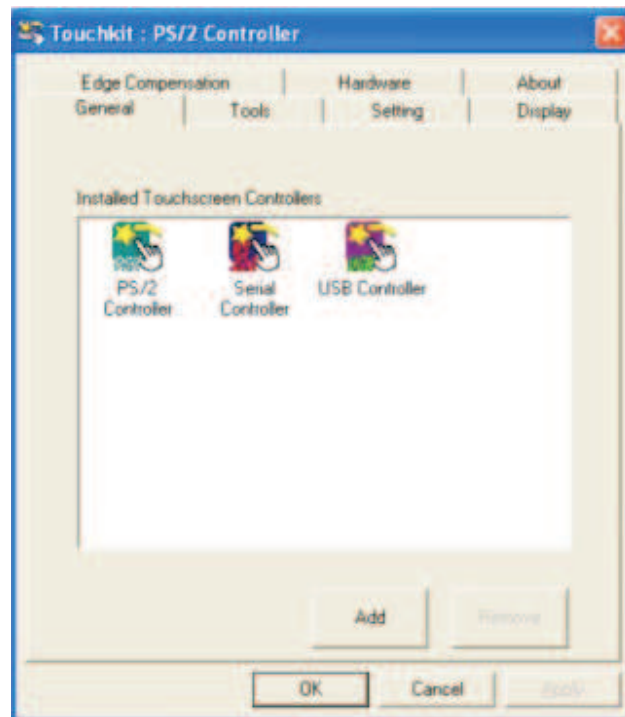 Touchkit : PS/2 Controller
Edge Compensation Hardware About
General Tools Setting Display
Installed Touchscreen Controllers
PS/2 Controller
Serial Controller
USB Controller
Add Remove
OK Cancel Apply